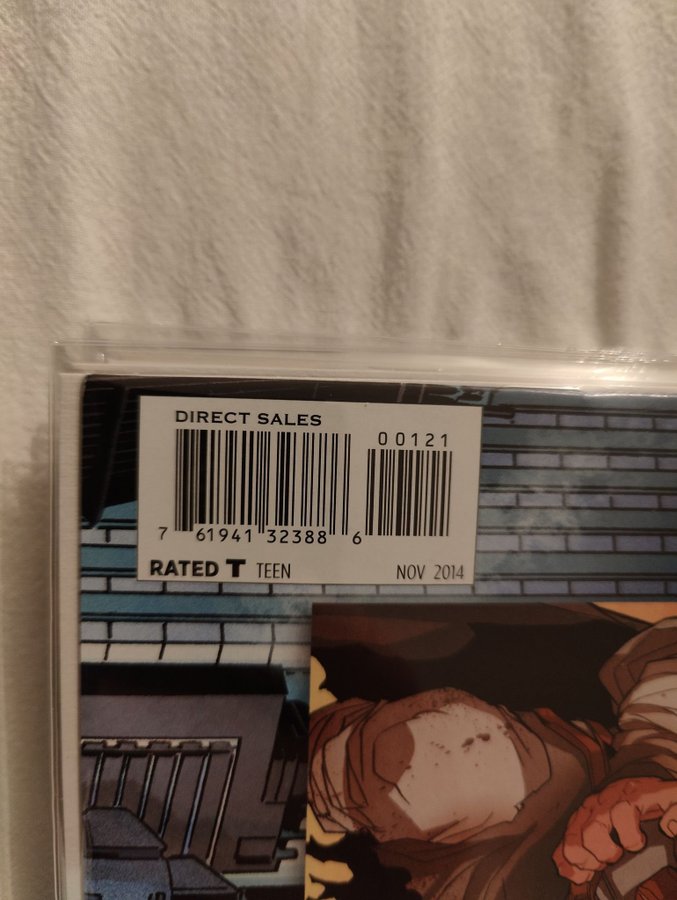 DIRECT SALES
00121
7 61941 32388 6
RATED T TEEN NOV 2014